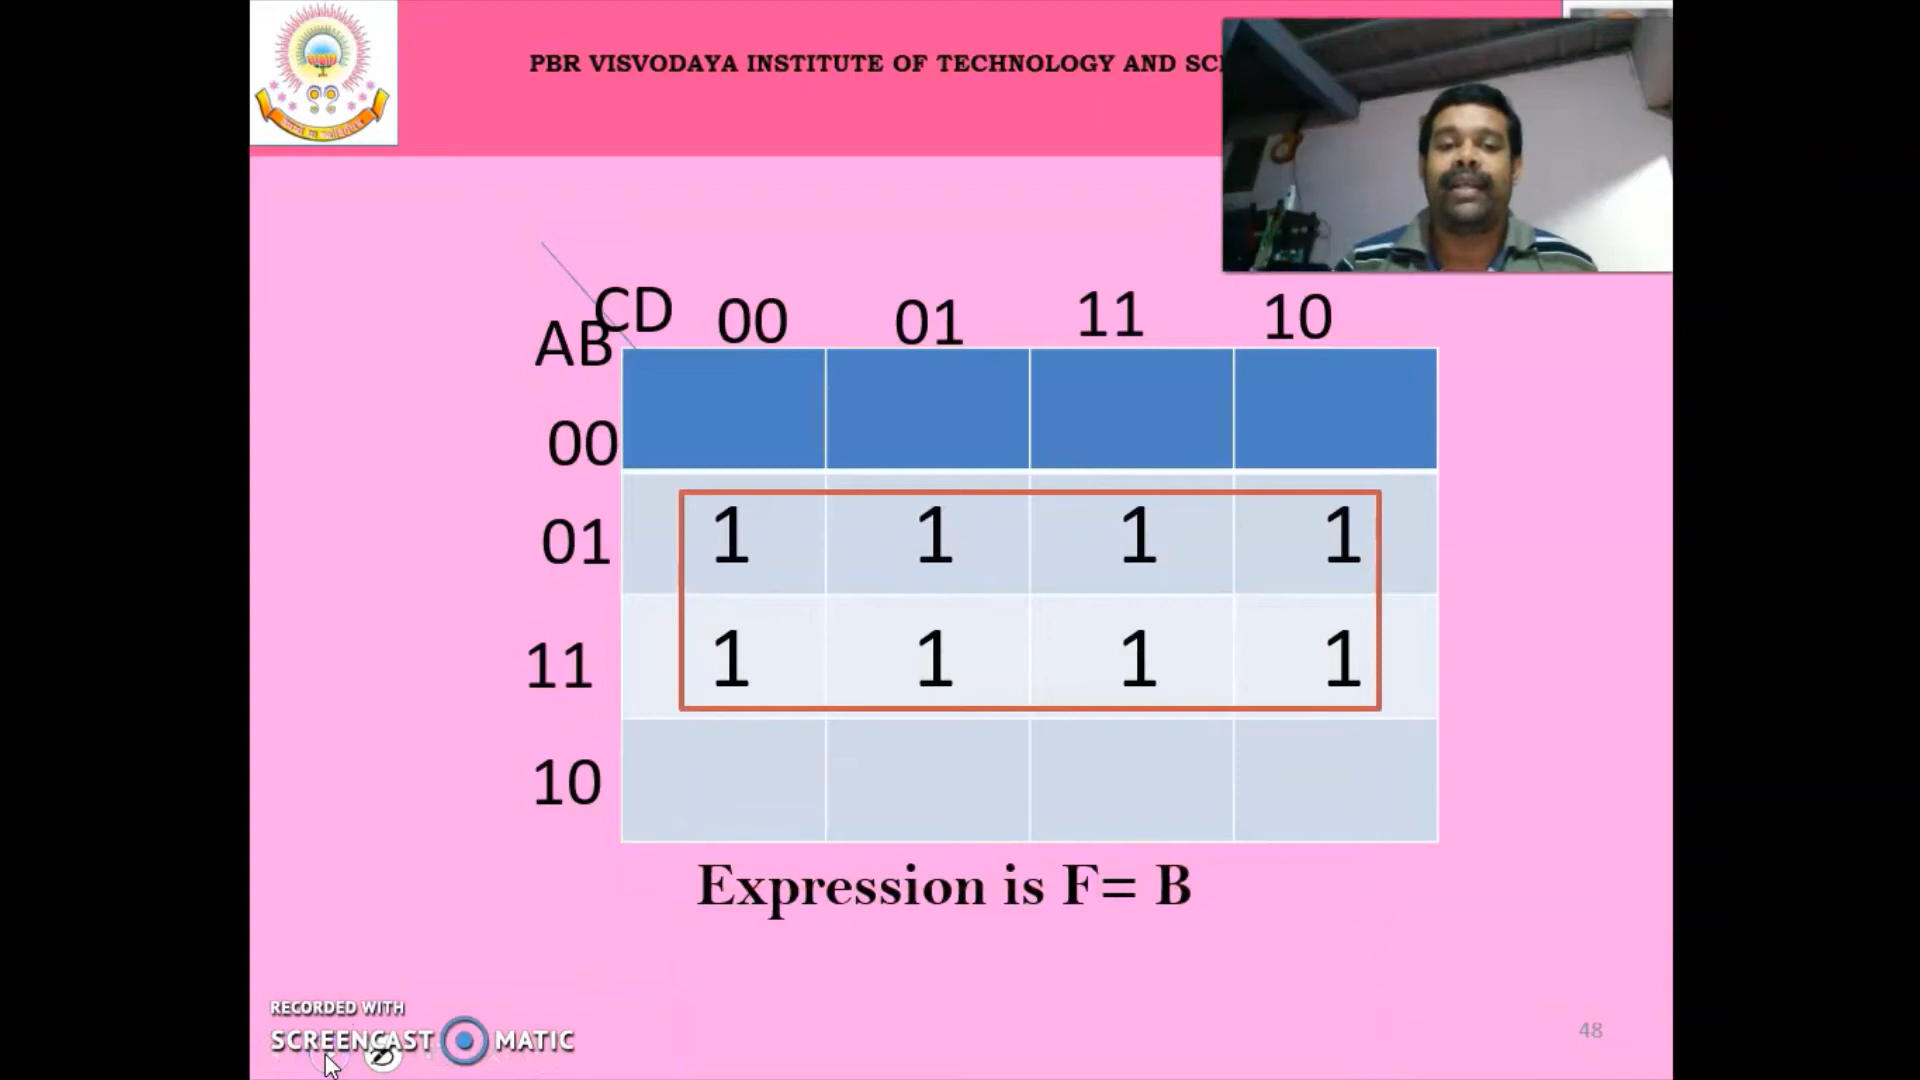 PBR VISVODAYA INSTITUTE OF TECHNOLOGY AND
CD 00 01 11 10
AB
00
01 1 1 1 1
11 1 1 1 1
10
Expression is F= B
RECORDED WITH
SCREENCAST MATIC
48